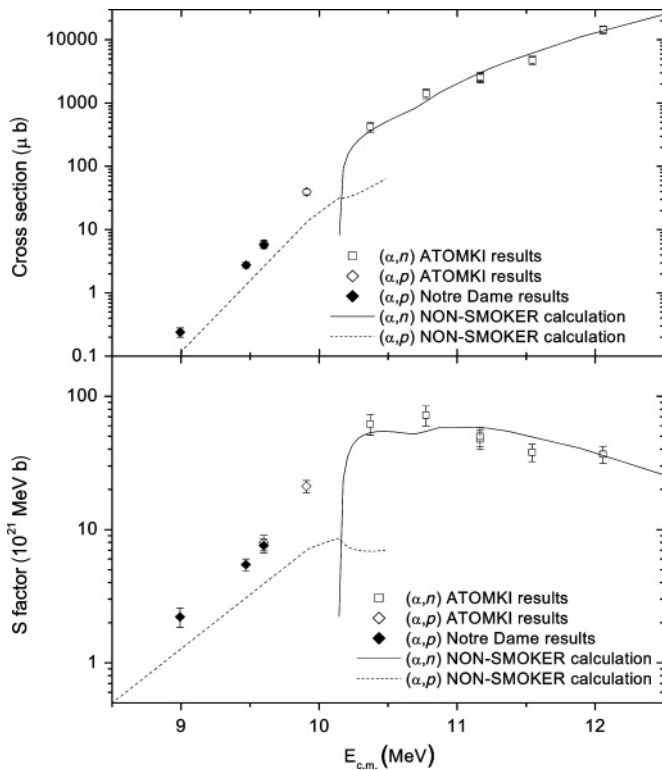 10000
1000
100
10
1
0.1
Cross section (μ b)
(α,n) ATOMKI results
(α,p) ATOMKI results
(α,p) Notre Dame results
(α,n) NON-SMOKER calculation
(α,p) NON-SMOKER calculation
100
10
1
S factor (10²¹ MeV b)
(α,n) ATOMKI results
(α,p) ATOMKI results
(α,p) Notre Dame results
(α,n) NON-SMOKER calculation
(α,p) NON-SMOKER calculation
9 10 11 12
E c.m. (MeV)